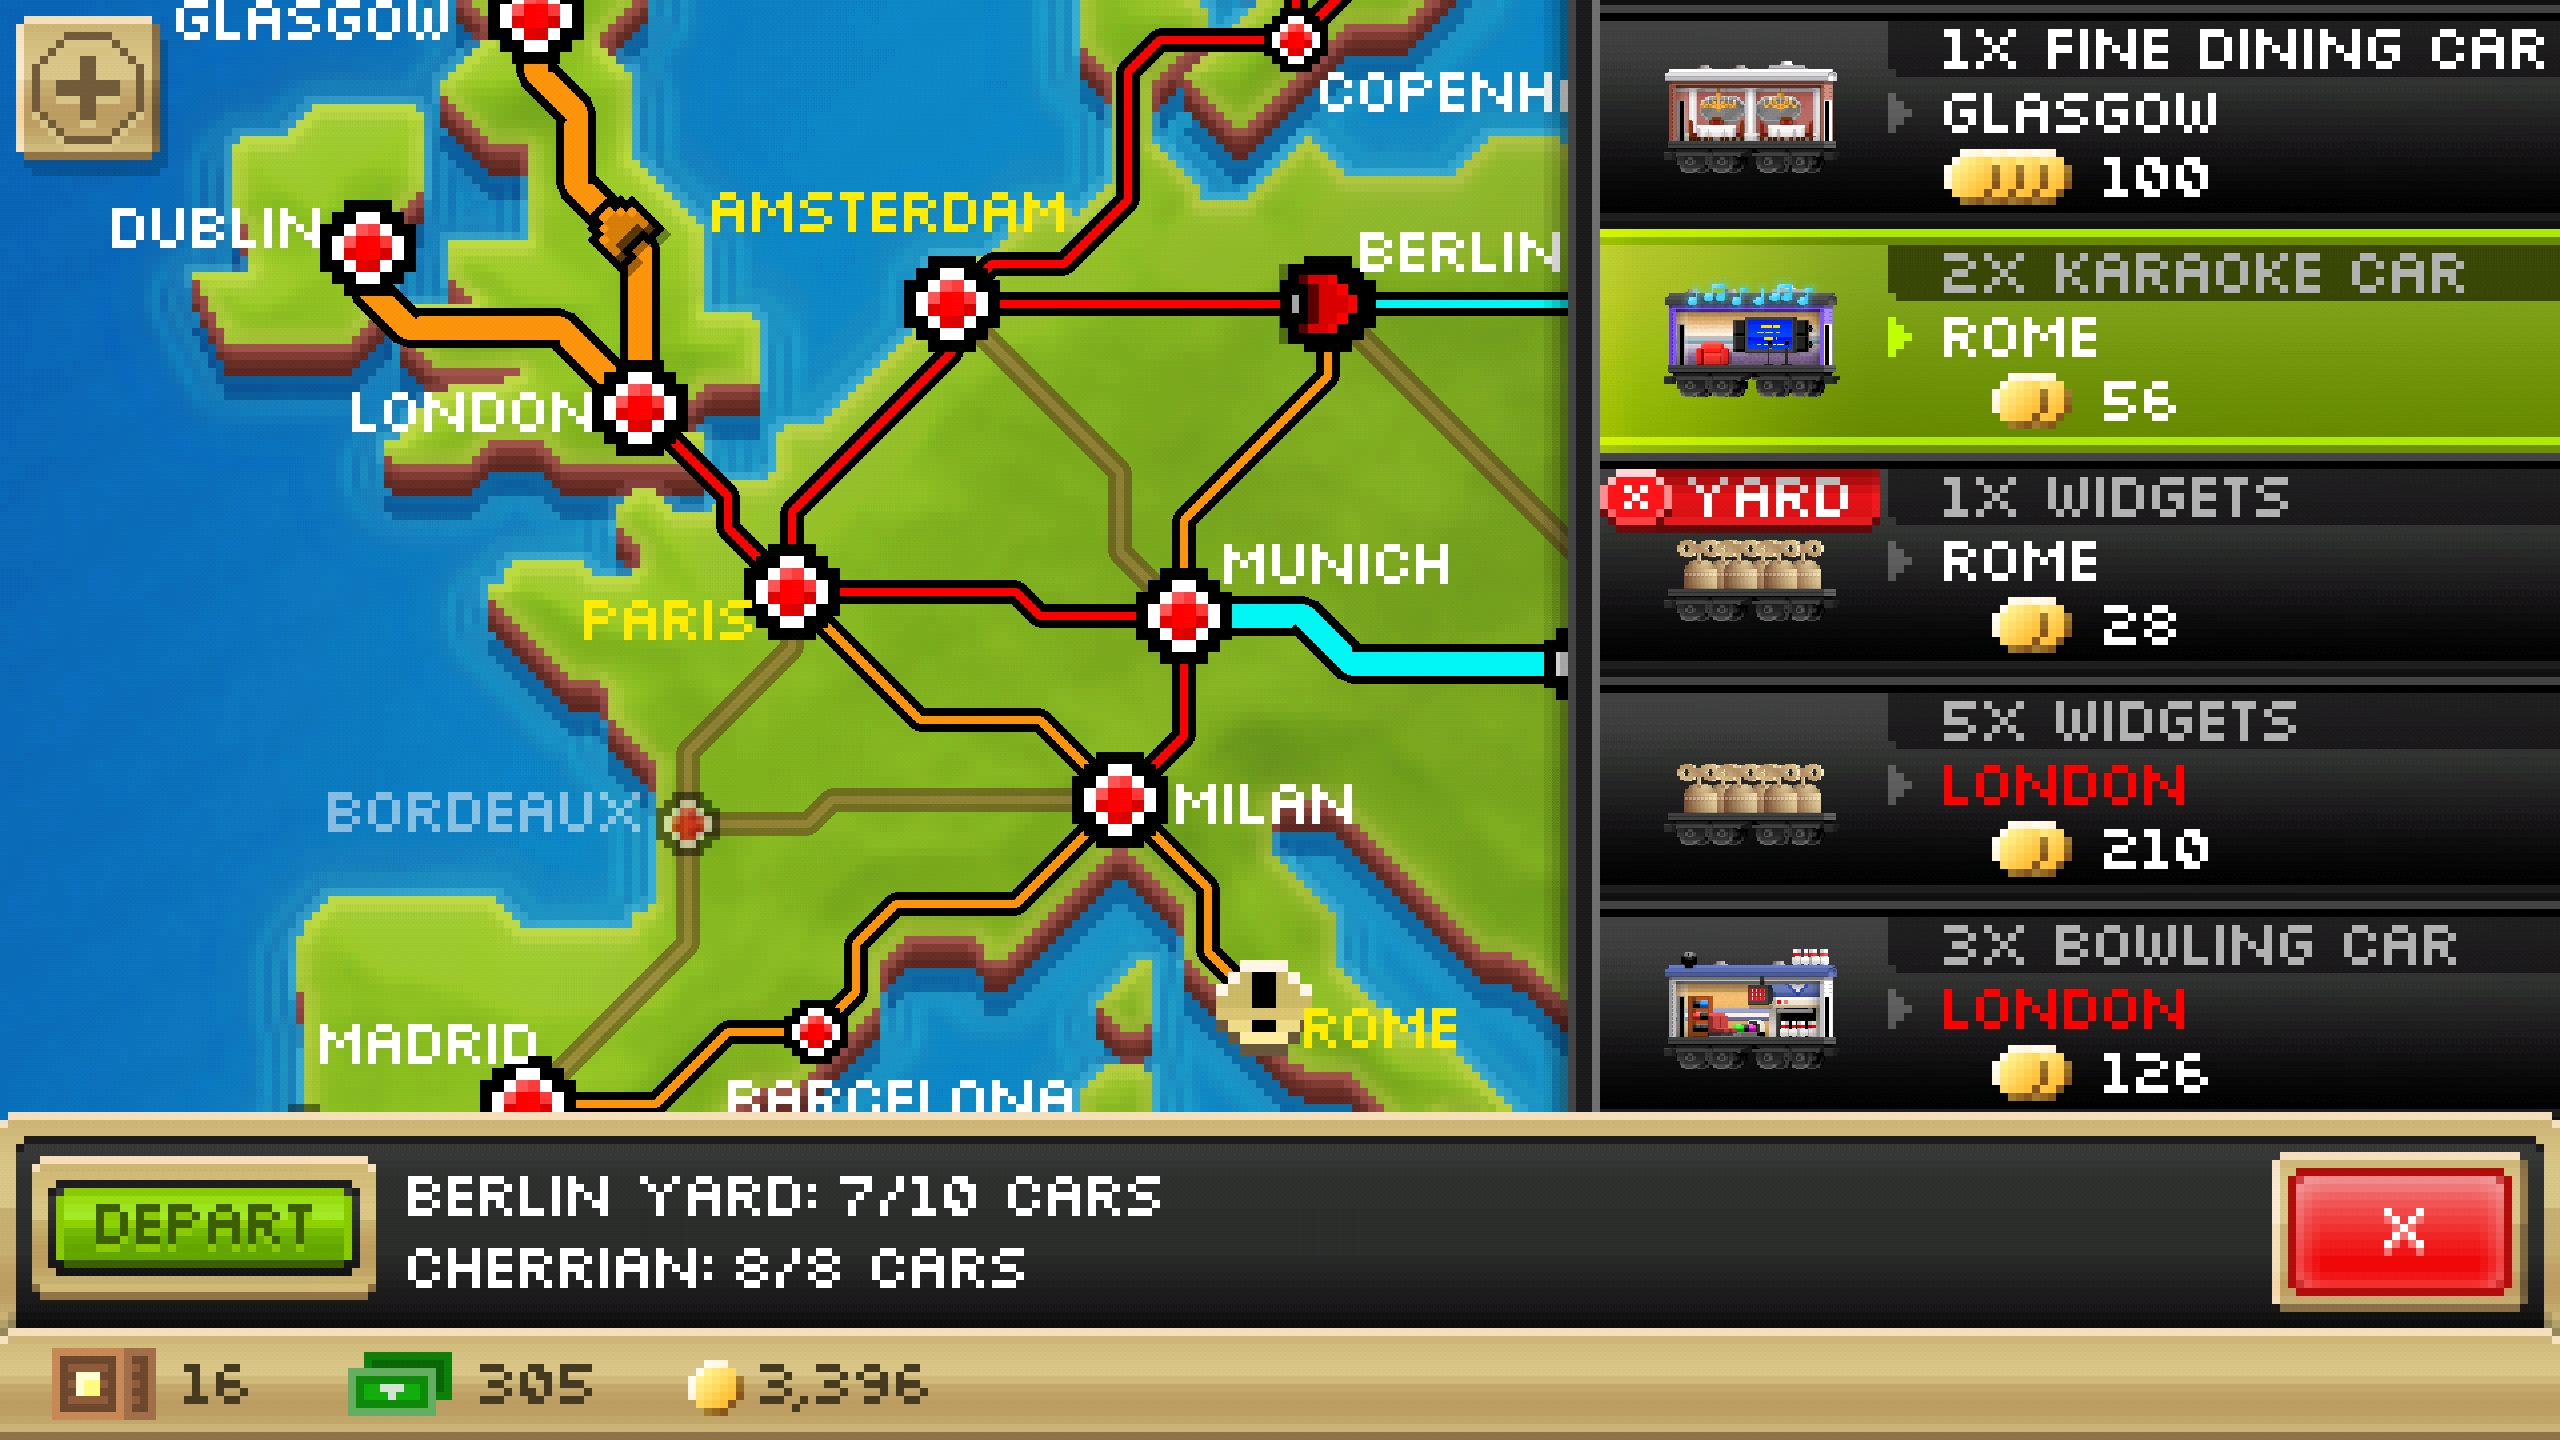 GLASGOW
COPENH
DUBLIN
AMSTERDAM
BERLIN
LONDON
MUNICH
PARIS
BORDEAUX
MILAN
MADRID
ROME
BARCELONA
1X FINE DINING CAR
GLASGOW
100
2X KARAOKE CAR
ROME
56
X YARD
1X WIDGETS
ROME
28
5X WIDGETS
LONDON
210
3X BOWLING CAR
LONDON
126
DEPART
BERLIN YARD: 7/10 CARS
CHERRIAN: 8/8 CARS
X
16
305
3,396